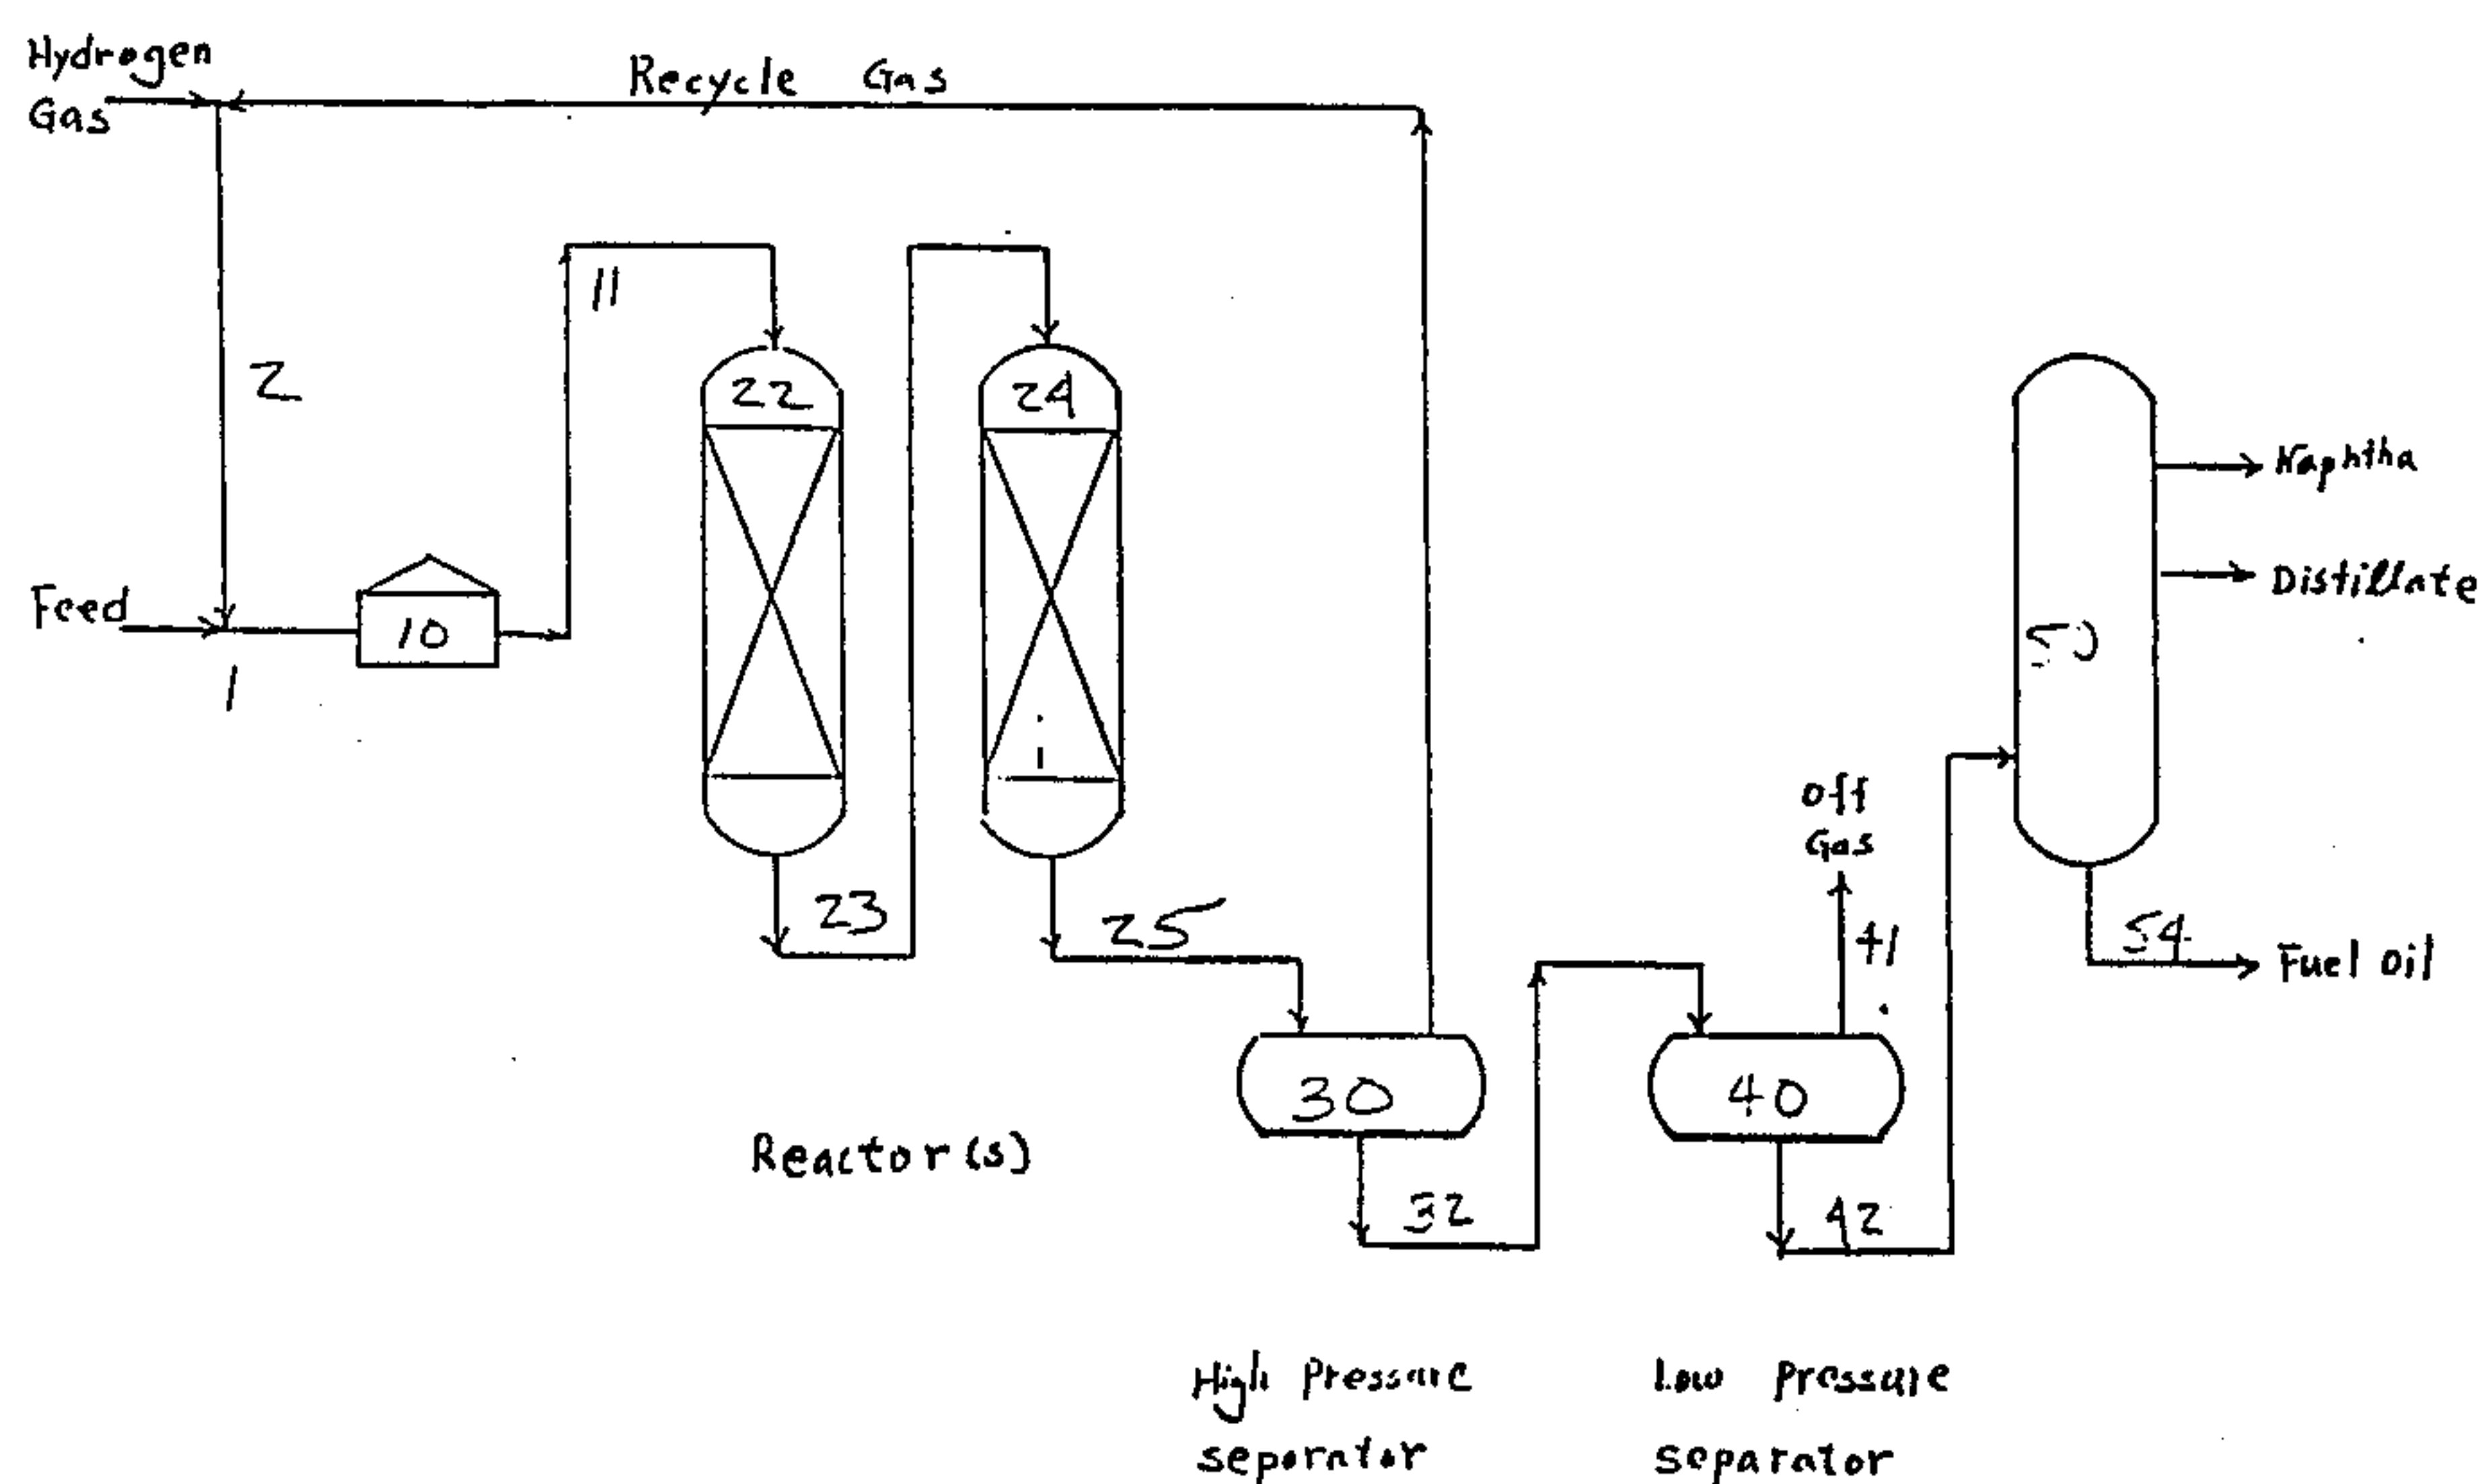 Hydrogen
Gas
Recycle Gas
11
2
22
24
Naphtha
Feed
10
Distillate
1
50
Off
Gas
23
25
41
54
Fuel Oil
30
40
Reactor(s)
32
42
High Pressure
separator
Low Pressure
separator